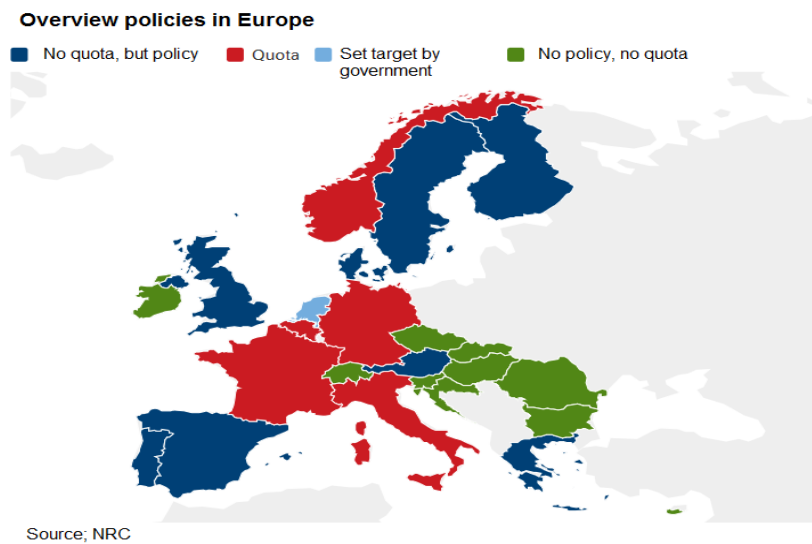 Overview policies in Europe
No quota, but policy
Quota
Set target by
government
No policy, no quota
Source; NRC